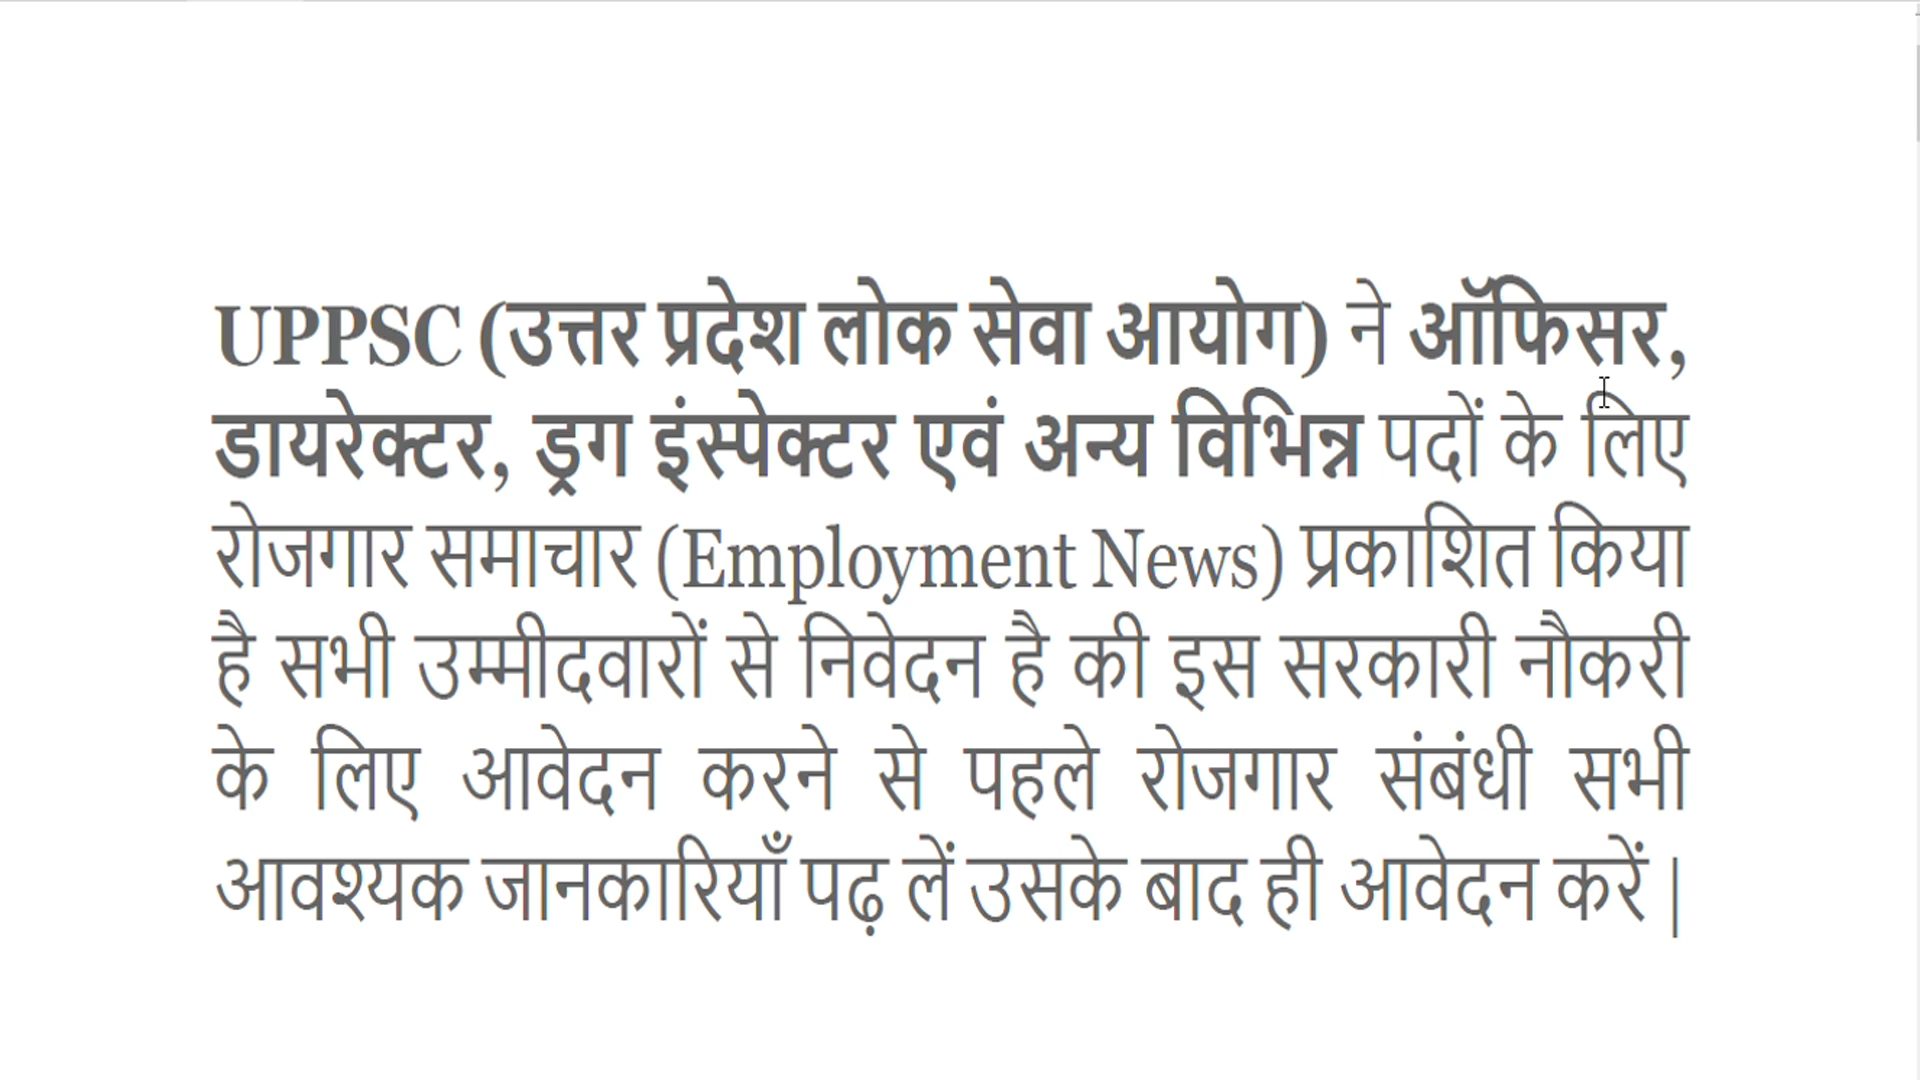 UPPSC (उत्तर प्रदेश लोक सेवा आयोग) ने ऑफिसर,
डायरेक्टर, ड्रग इंस्पेक्टर एवं अन्य विभिन्न पदों के लिए
रोजगार समाचार (Employment News) प्रकाशित किया
है सभी उम्मीदवारों से निवेदन है की इस सरकारी नौकरी
के लिए आवेदन करने से पहले रोजगार संबंधी सभी
आवश्यक जानकारियाँ पढ़ लें उसके बाद ही आवेदन करें |